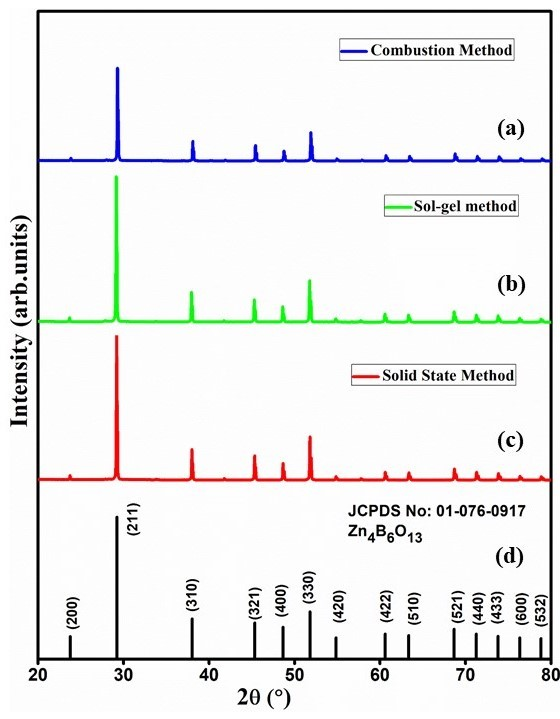 Combustion Method
(a)
Sol-gel method
(b)
Solid State Method
(c)
JCPDS No: 01-076-0917
Zn4B6O13
(d)
(200)
(211)
(310)
(321)
(400)
(330)
(420)
(422)
(510)
(521)
(440)
(433)
(600)
(532)
Intensity (arb.units)
20 30 40 50 60 70 80
2θ (°)